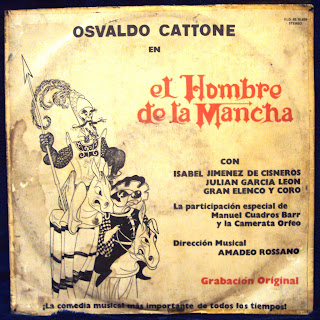 OSVALDO CATTONE
EN
el Hombre
de la Mancha
CON
ISABEL JIMENEZ DE CISNEROS
JULIAN GARCIA LEON
GRAN ELENCO Y CORO
La participación especial de
Manuel Cuadros Barr
y la Camerata Orfeo
Dirección Musical
AMADEO ROSSANO
Grabación Original
¡La comedia musical más importante de todos los tiempos!